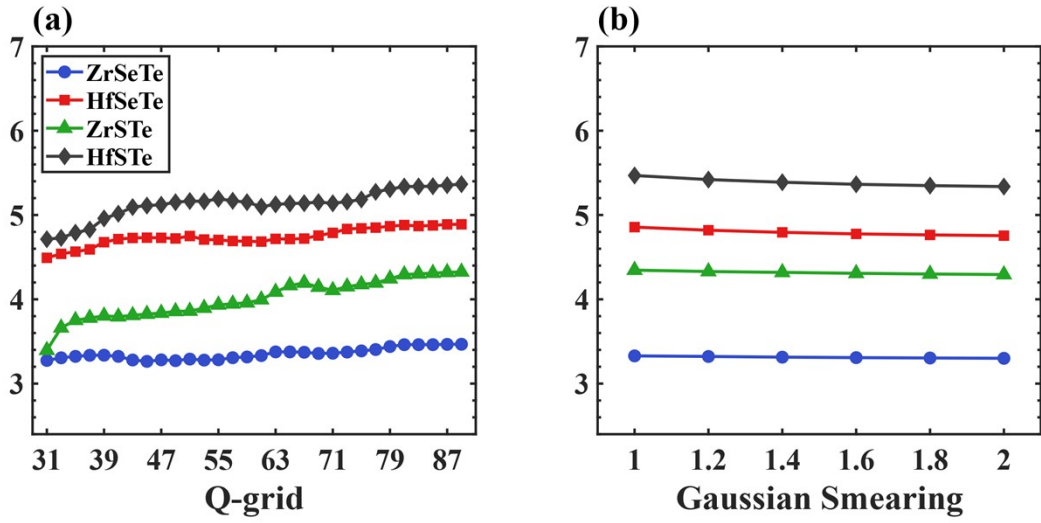 (a)
7
6
5
4
3
ZrSeTe
HfSeTe
ZrSTe
HfSTe
31 39 47 55 63 71 79 87
Q-grid
(b)
7
6
5
4
3
1 1.2 1.4 1.6 1.8 2
Gaussian Smearing